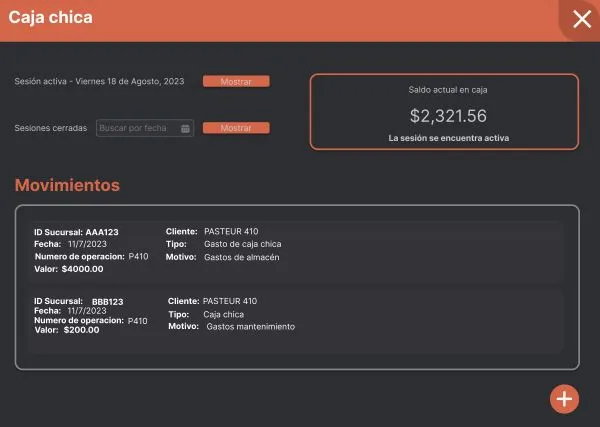 Caja chica
Sesión activa - Viernes 18 de Agosto, 2023
Mostrar
Sesiones cerradas
Buscar por fecha
Mostrar
Saldo actual en caja
$2,321.56
La sesión se encuentra activa
Movimientos
ID Sucursal: AAA123
Fecha: 11/7/2023
Numero de operacion: P410
Valor: $4000.00
Cliente: PASTEUR 410
Tipo: Gasto de caja chica
Motivo: Gastos de almacén
ID Sucursal: BBB123
Fecha: 11/7/2023
Numero de operacion: P410
Valor: $200.00
Cliente: PASTEUR 410
Tipo: Caja chica
Motivo: Gastos mantenimiento